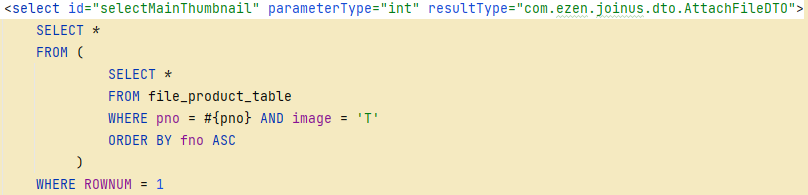 <select id="selectMainThumbnail" parameterType="int" resultType="com.ezen.joinus.dto.AttachFileDTO">
SELECT *
FROM (
SELECT *
FROM file_product_table
WHERE pno = #{pno} AND image = 'T'
ORDER BY fno ASC
)
WHERE ROWNUM = 1